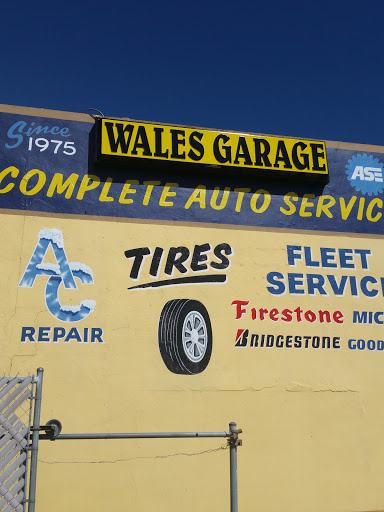 Since
1975
WALES GARAGE
ASE
COMPLETE AUTO SERVIC
AC
REPAIR
TIRES
FLEET
SERVICE
Firestone MIC
BRIDGESTONE GOOD